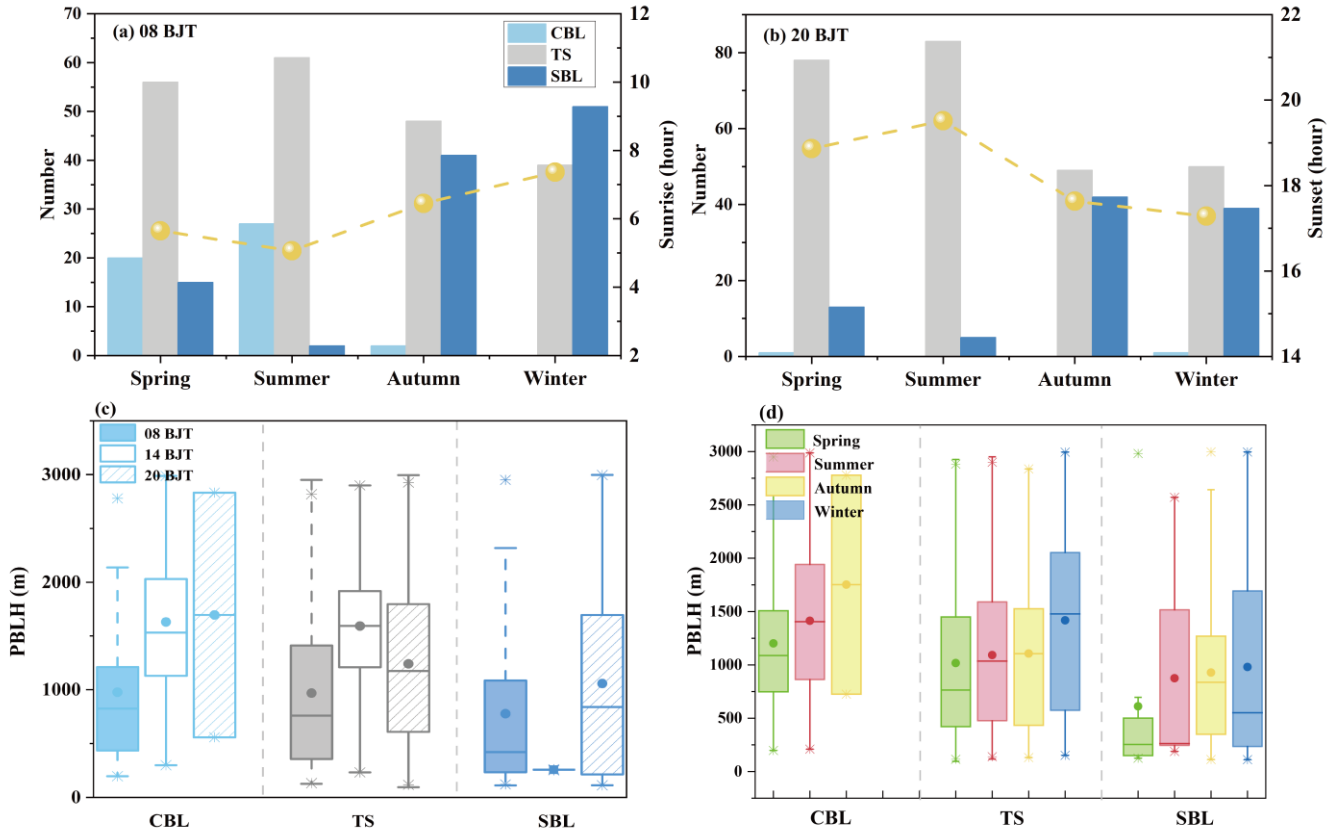 (a) 08 BJT
CBL
TS
SBL
Number
70
60
50
40
30
20
10
0
Sunrise (hour)
12
10
8
6
4
2
Spring Summer Autumn Winter
(b) 20 BJT
Number
80
60
40
20
0
Sunset (hour)
22
20
18
16
14
Spring Summer Autumn Winter
(c)
08 BJT
14 BJT
20 BJT
PBLH (m)
3000
2000
1000
0
CBL TS SBL
(d)
Spring
Summer
Autumn
Winter
PBLH (m)
3000
2500
2000
1500
1000
500
0
CBL TS SBL